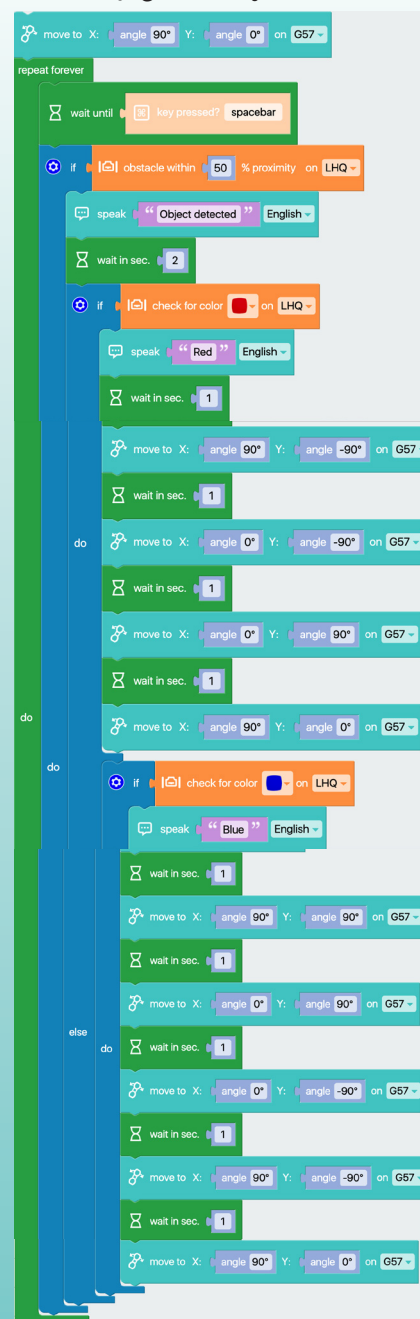 move to X: angle 90° Y: angle 0° on G57
repeat forever
wait until key pressed? spacebar
if obstacle within 50 % proximity on LHQ
speak “ Object detected ” English
wait in sec. 2
if check for color on LHQ
speak “ Red ” English
wait in sec. 1
move to X: angle 90° Y: angle -90° on G57
wait in sec. 1
do move to X: angle 0° Y: angle -90° on G57
wait in sec. 1
move to X: angle 0° Y: angle 90° on G57
wait in sec. 1
do
move to X: angle 90° Y: angle 0° on G57
do
if check for color on LHQ
speak “ Blue ” English
wait in sec. 1
move to X: angle 90° Y: angle 90° on G57
wait in sec. 1
move to X: angle 0° Y: angle 90° on G57
else
do
wait in sec. 1
move to X: angle 0° Y: angle -90° on G57
wait in sec. 1
move to X: angle 90° Y: angle -90° on G57
wait in sec. 1
move to X: angle 90° Y: angle 0° on G57